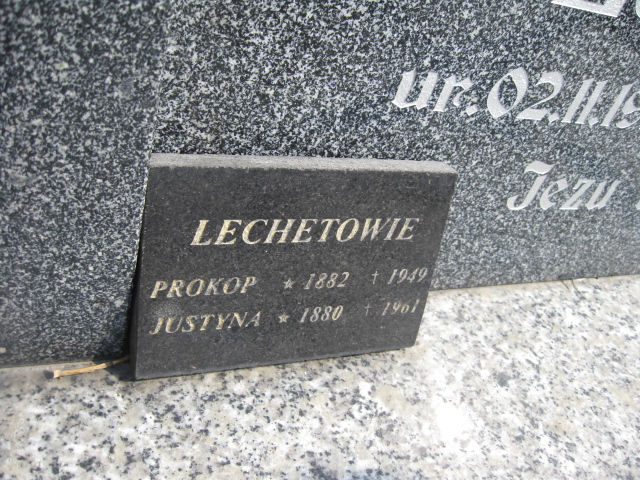 ur. 02.11.19
Jezu
LECHETOWIE
PROKOP ★ 1882 † 1949
JUSTYNA ★ 1880 † 1961